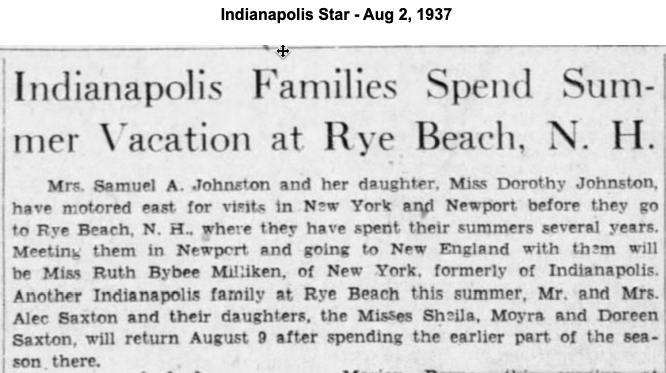 Indianapolis Star - Aug 2, 1937
Indianapolis Families Spend Sum-
mer Vacation at Rye Beach, N. H.
Mrs. Samuel A. Johnston and her daughter, Miss Dorothy Johnston,
have motored east for visits in New York and Newport before they go
to Rye Beach, N. H., where they have spent their summers several years.
Meeting them in Newport and going to New England with them will
be Miss Ruth Bybee Milliken, of New York, formerly of Indianapolis.
Another Indianapolis family at Rye Beach this summer, Mr. and Mrs.
Alec Saxton and their daughters, the Misses Sheila, Moyra and Doreen
Saxton, will return August 9 after spending the earlier part of the sea-
son there.